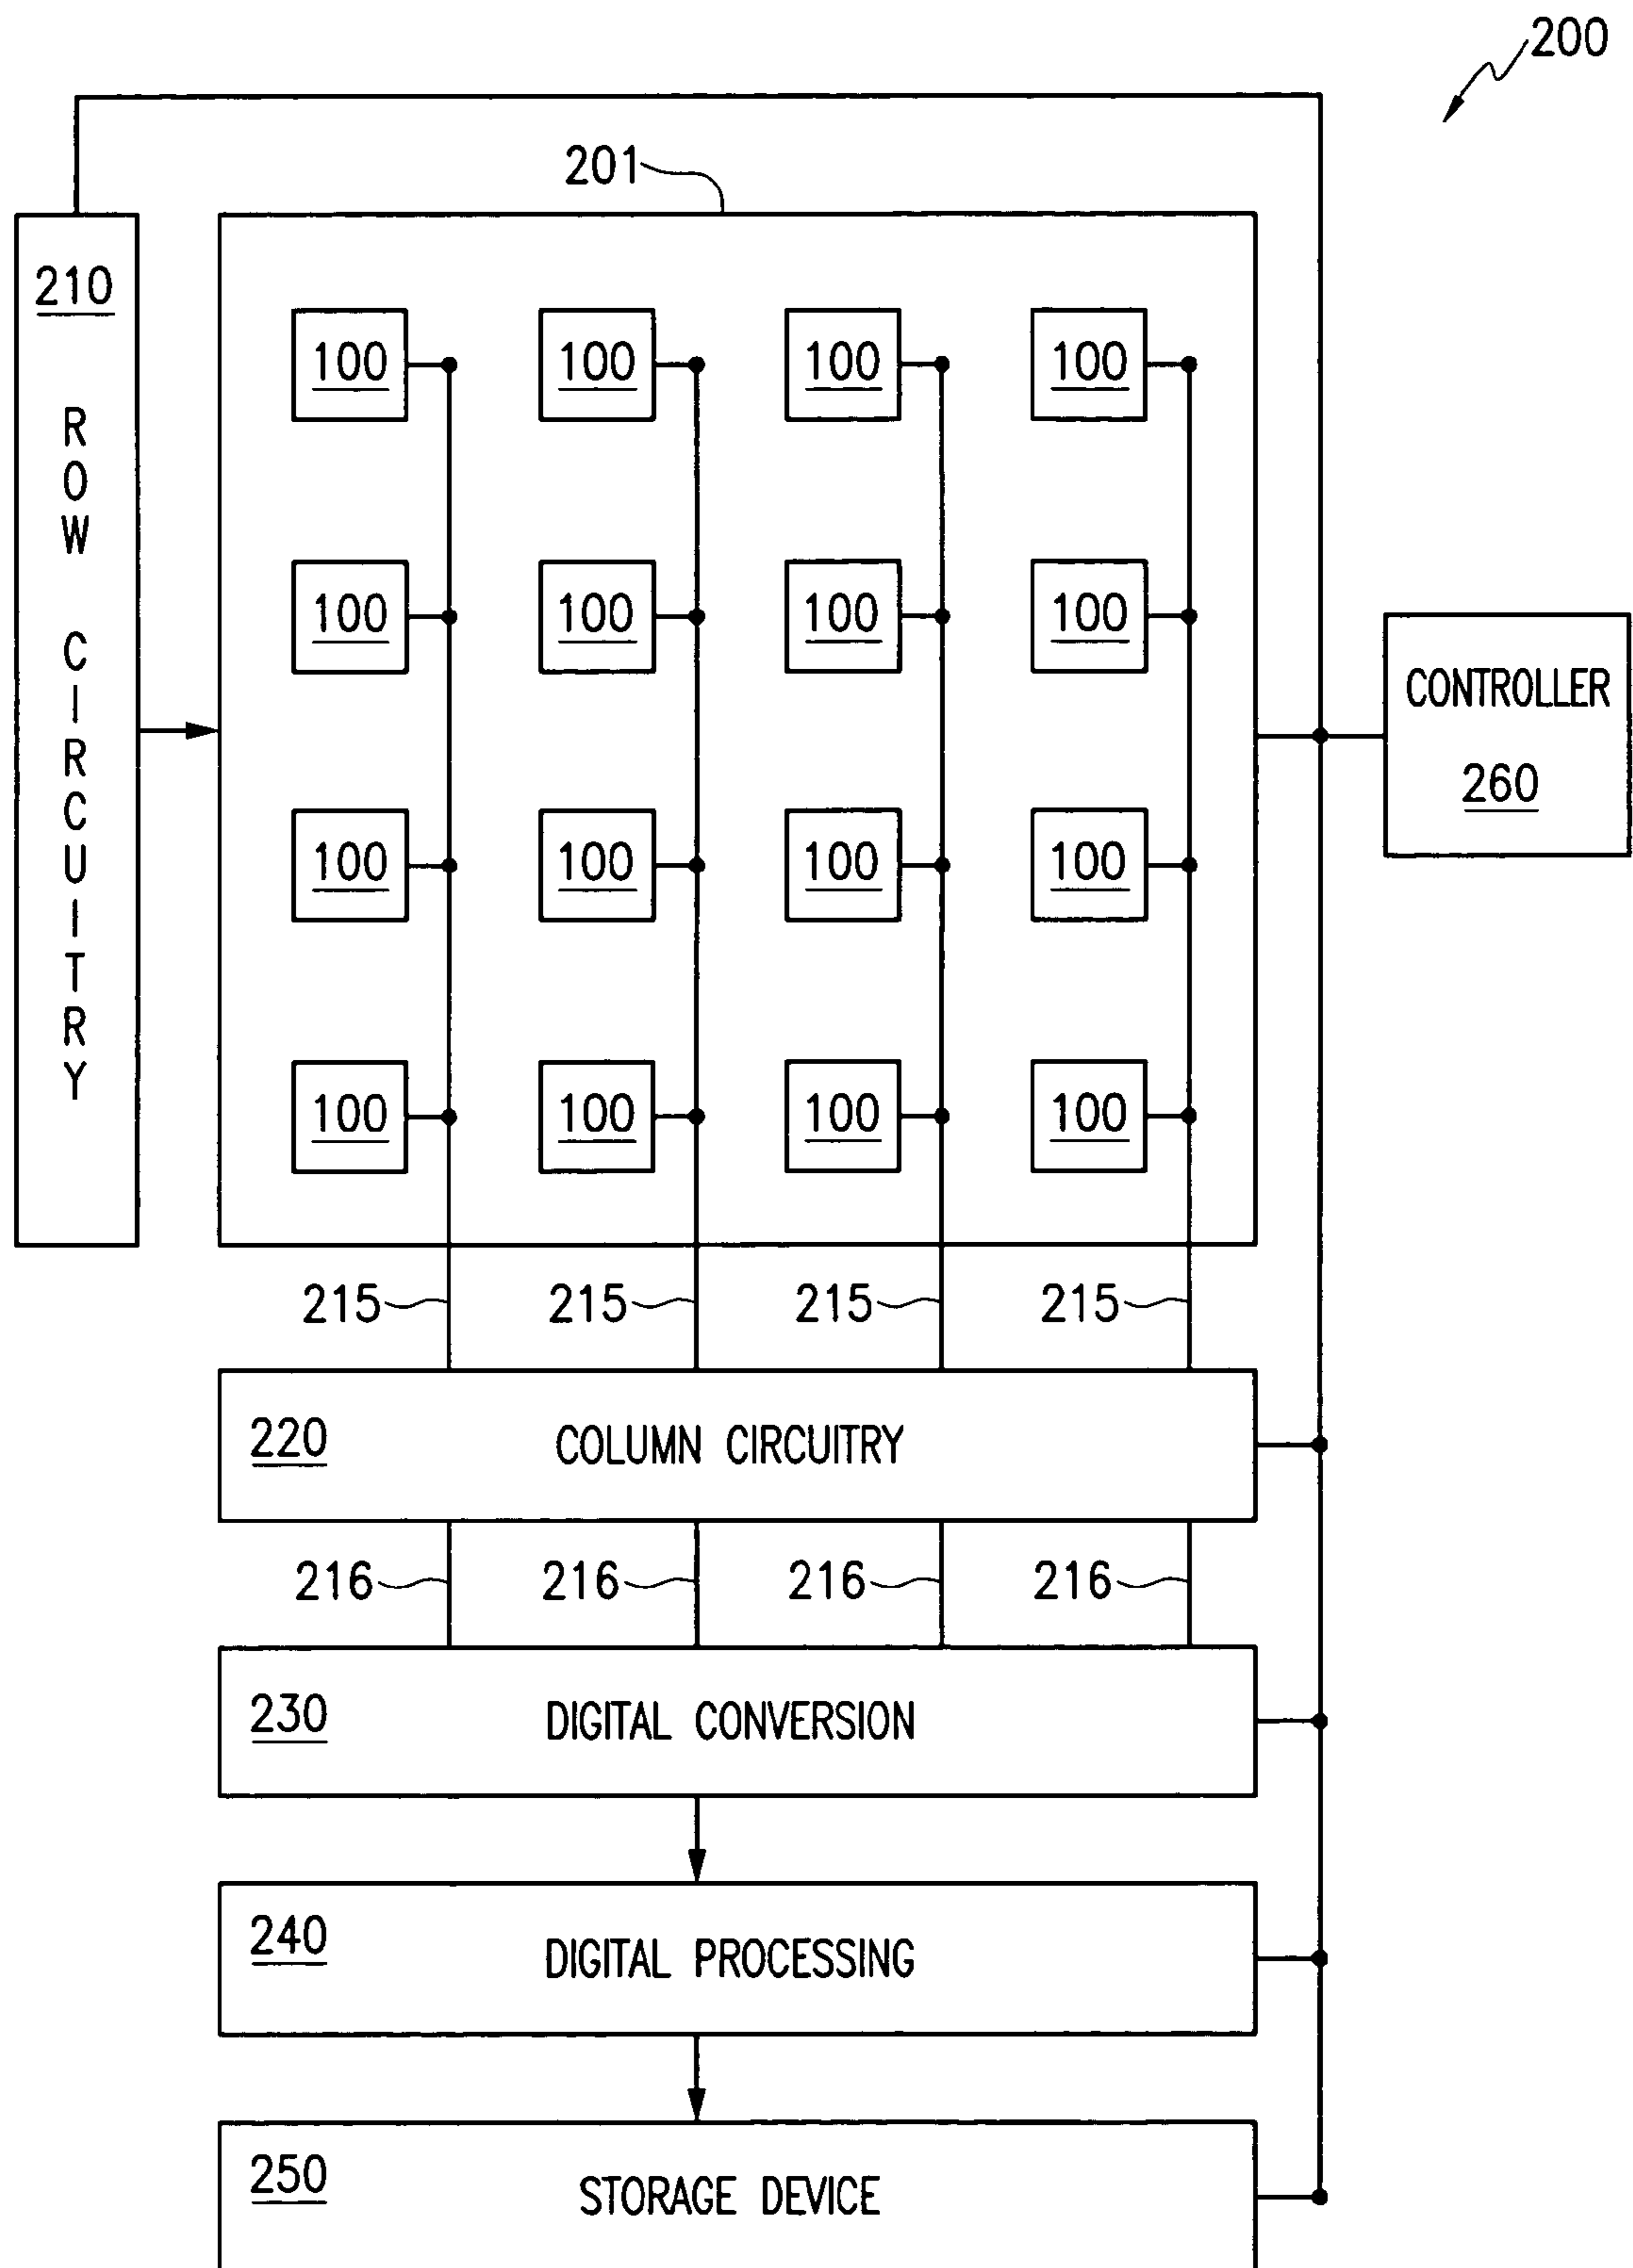 200
201
210
ROW CIRCUITRY
100 100 100 100
100 100 100 100
CONTROLLER
260
100 100 100 100
100 100 100 100
215 215 215 215
220 COLUMN CIRCUITRY
216 216 216 216
230 DIGITAL CONVERSION
240 DIGITAL PROCESSING
250 STORAGE DEVICE